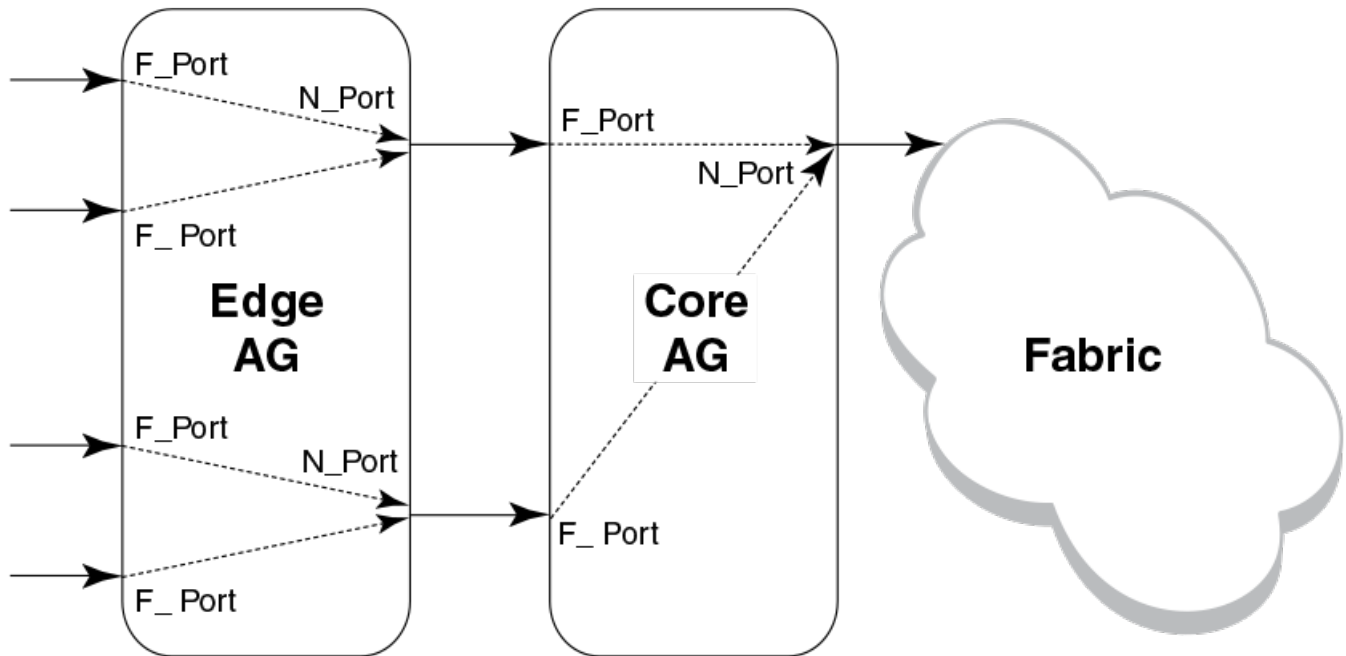 F_Port
N_Port
F_ Port
Edge
AG
F_Port
N_Port
F_ Port
F_Port
N_Port
Core
AG
F_ Port
Fabric